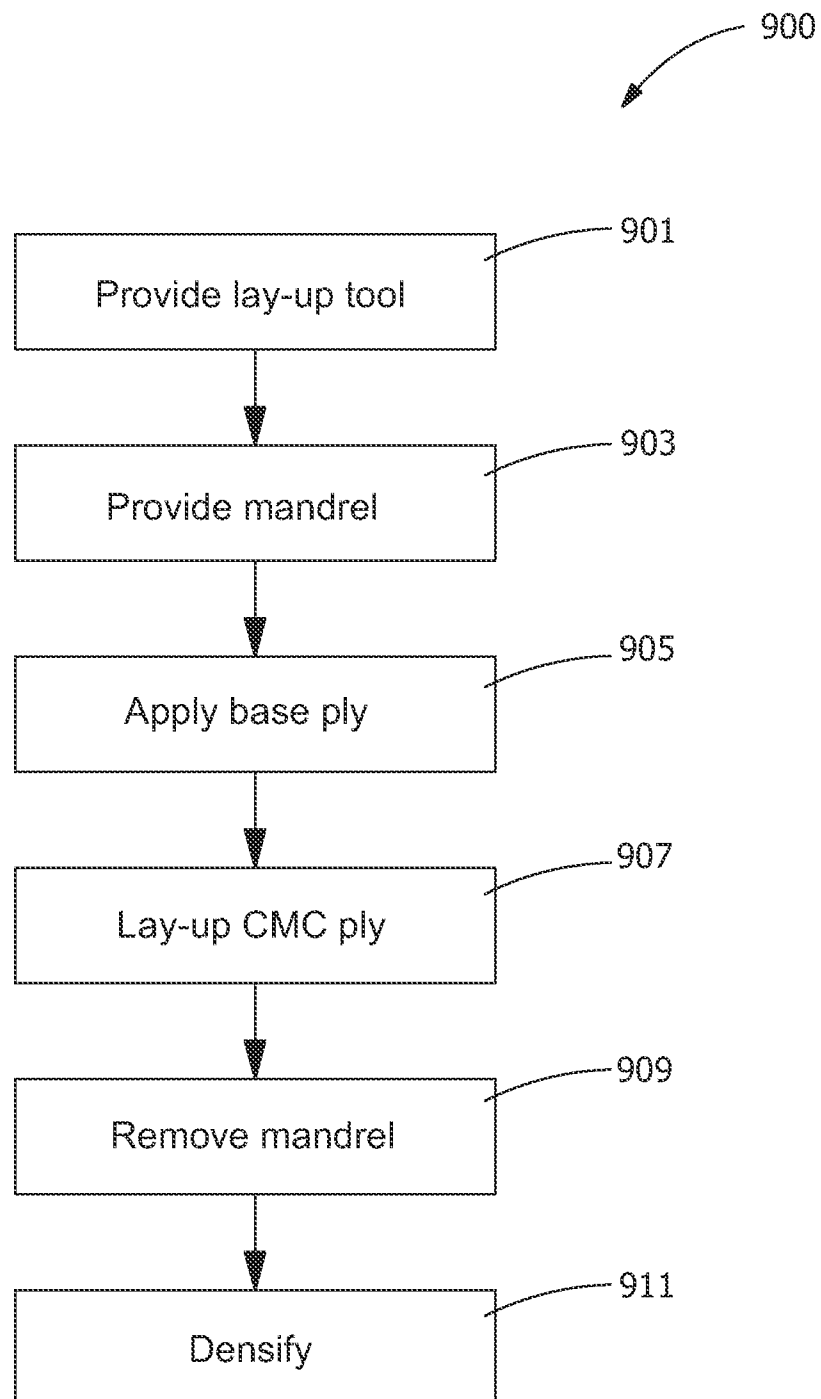 900
901
Provide lay-up tool
903
Provide mandrel
905
Apply base ply
907
Lay-up CMC ply
909
Remove mandrel
911
Densify